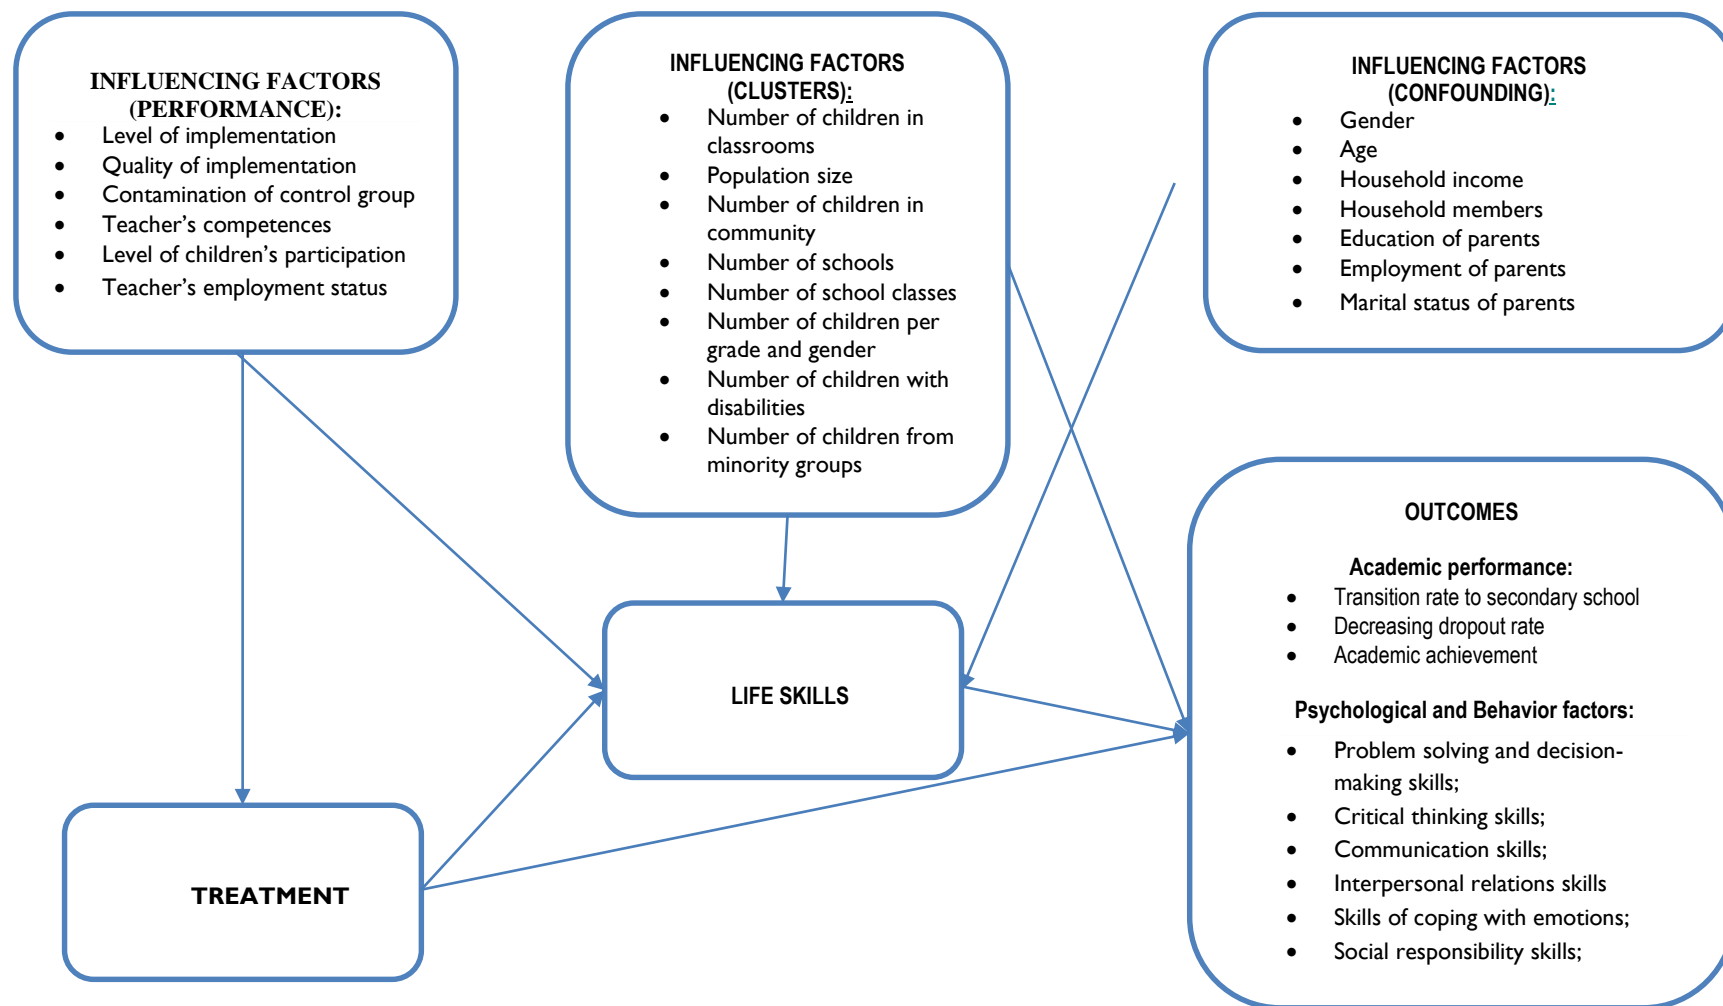 INFLUENCING FACTORS
(PERFORMANCE):
• Level of implementation
• Quality of implementation
• Contamination of control group
• Teacher’s competences
• Level of children’s participation
• Teacher’s employment status
INFLUENCING FACTORS
(CLUSTERS):
• Number of children in
classrooms
• Population size
• Number of children in
community
• Number of schools
• Number of school classes
• Number of children per
grade and gender
• Number of children with
disabilities
• Number of children from
minority groups
INFLUENCING FACTORS
(CONFOUNDING):
• Gender
• Age
• Household income
• Household members
• Education of parents
• Employment of parents
• Marital status of parents
LIFE SKILLS
TREATMENT
OUTCOMES
Academic performance:
• Transition rate to secondary school
• Decreasing dropout rate
• Academic achievement
Psychological and Behavior factors:
• Problem solving and decision-
making skills;
• Critical thinking skills;
• Communication skills;
• Interpersonal relations skills
• Skills of coping with emotions;
• Social responsibility skills;